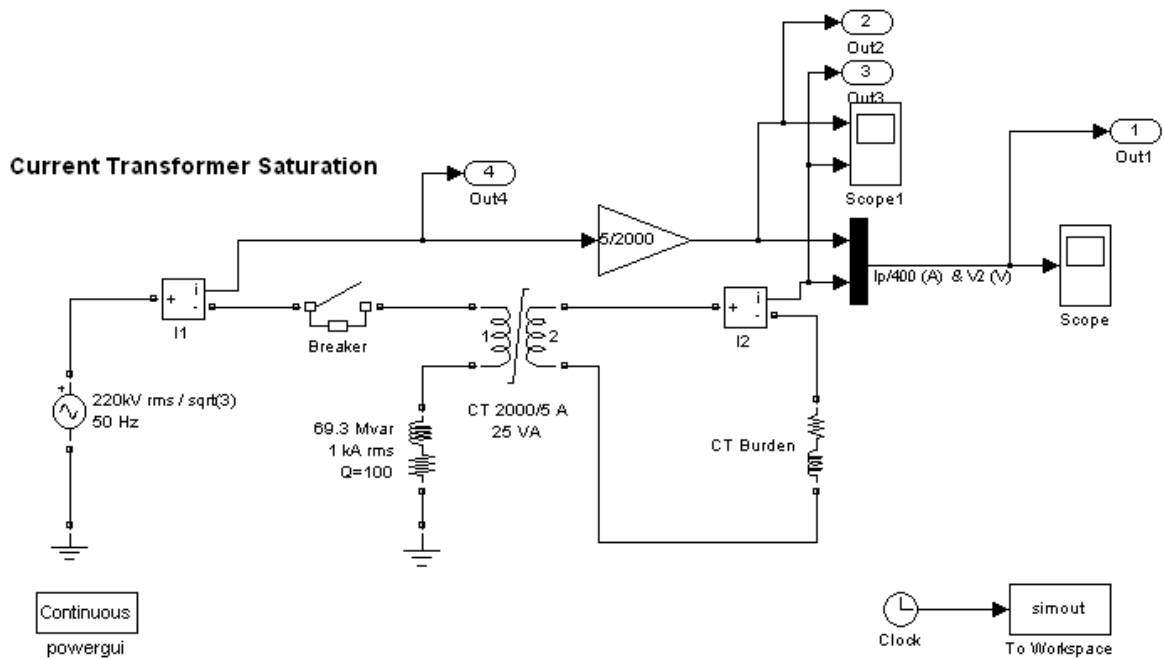 2
Out2
3
Out3
1
Out1
Current Transformer Saturation
4
Out4
Scope1
5/2000
Ip/400 (A) & V2 (V)
Scope
+
i
-
I1
Breaker
1
2
+
i
-
I2
+
220kV rms / sqrt(3)
50 Hz
69.3 Mvar
1 kA rms
Q=100
CT 2000/5 A
25 VA
CT Burden
Continuous
powergui
Clock
simout
To Workspace